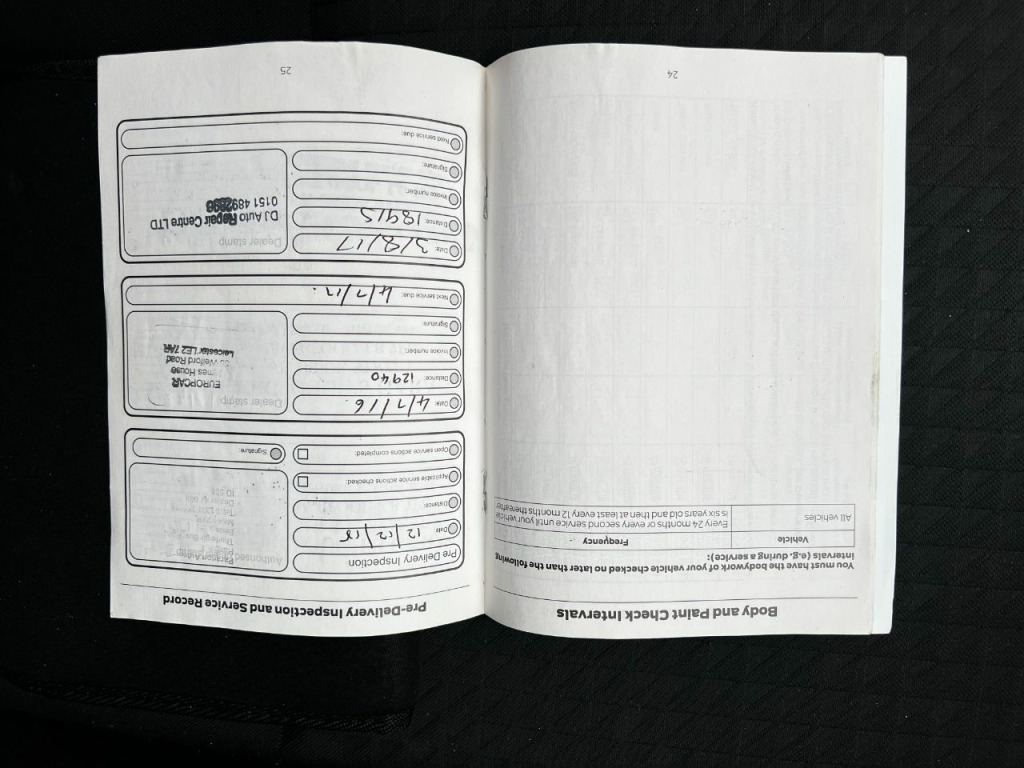 Body and Paint Check Intervals
You must have the bodywork of your vehicle checked no later than the following
intervals (e.g. during a service):
Vehicle Frequency
All vehicles Every 24 months or every second service until your vehicle
is six years old and then at least every 12 months thereafter
24
Pre-Delivery Inspection and Service Record
Pre Delivery Inspection
Date: 12/12/15
Distance:
Applicable service actions checked:
Open service actions completed:
Authorised
Signature:
Date: 4/7/16
Distance: 12940
Invoice number:
Signature:
Next service due: 4/7/17.
Dealer stamp
EUROPCAR
mes House
Welford Road
Leicester LE2 7AR
Date: 3/8/17
Distance: 18915
Invoice number:
Signature:
Next service due:
Dealer stamp
DJ Auto Repair Centre LTD
0151 4892896
25